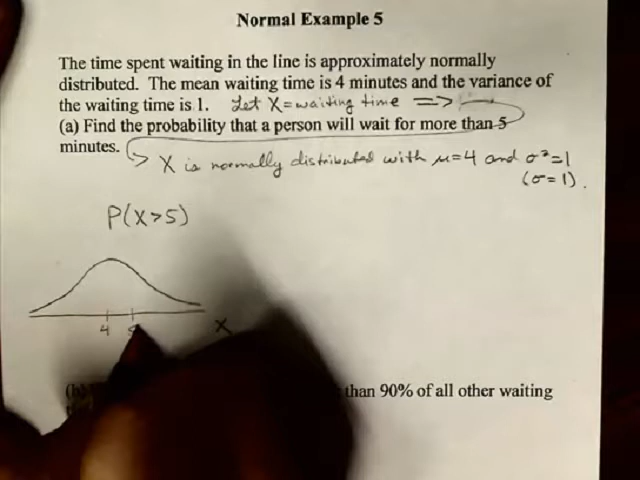 Normal Example 5
The time spent waiting in the line is approximately normally
distributed. The mean waiting time is 4 minutes and the variance of
the waiting time is 1. Let X = waiting time =>
(a) Find the probability that a person will wait for more than 5
minutes.
X is normally distributed with μ=4 and σ²=1
(σ=1).
P(X>5)
4 X
(b) than 90% of all other waiting